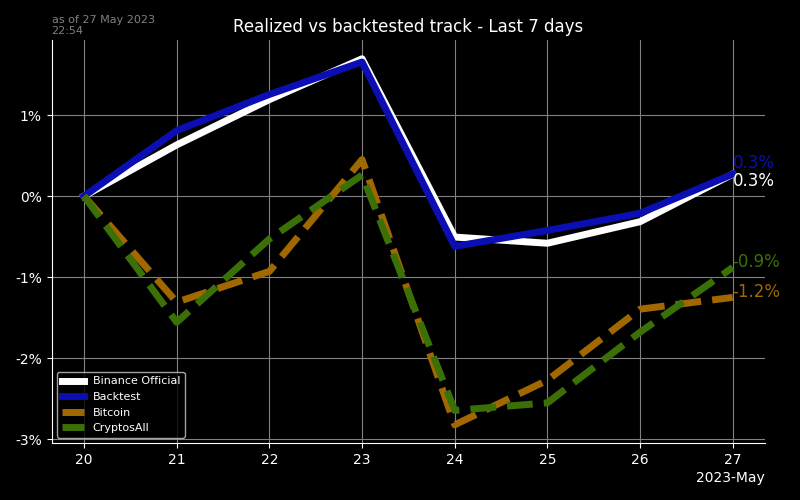 as of 27 May 2023
22:54
Realized vs backtested track - Last 7 days
1%
0%
-1%
-2%
-3%
0.3%
0.3%
-0.9%
-1.2%
Binance Official
Backtest
Bitcoin
CryptosAll
20 21 22 23 24 25 26 27
2023-May